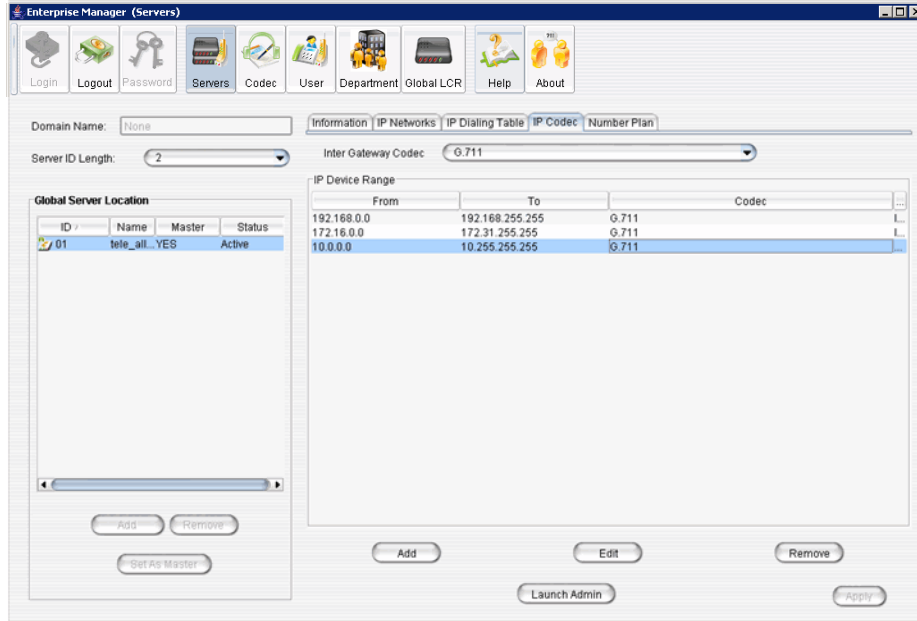 Enterprise Manager (Servers)
Login Logout Password Servers Codec User Department Global LCR Help About
Domain Name: None
Server ID Length: 2
Global Server Location
ID Name Master Status
01 tele_all... YES Active
Add Remove
Set As Master
Information IP Networks IP Dialing Table IP Codec Number Plan
Inter Gateway Codec G.711
IP Device Range
From To Codec ...
192.168.0.0 192.168.255.255 G.711 I...
172.16.0.0 172.31.255.255 G.711 I...
10.0.0.0 10.255.255.255 G.711 ...
Add Edit Remove
Launch Admin Apply